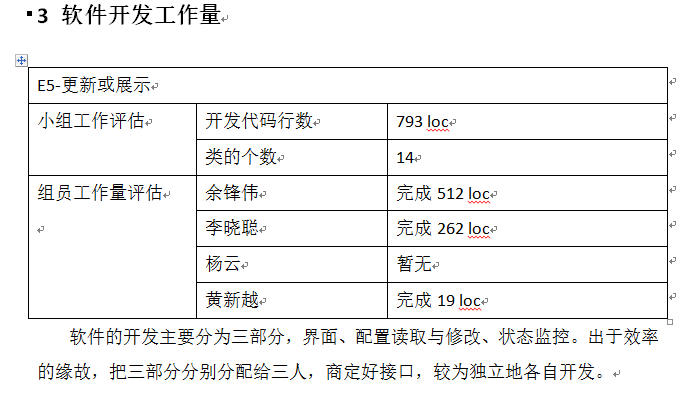 3 软件开发工作量
E5-更新或展示
小组工作评估 开发代码行数 793 loc
类的个数 14
组员工作量评估 余锋伟 完成 512 loc
李晓聪 完成 262 loc
杨云 暂无
黄新越 完成 19 loc
软件的开发主要分为三部分，界面、配置读取与修改、状态监控。出于效率
的缘故，把三部分分别分配给三人，商定好接口，较为独立地各自开发。